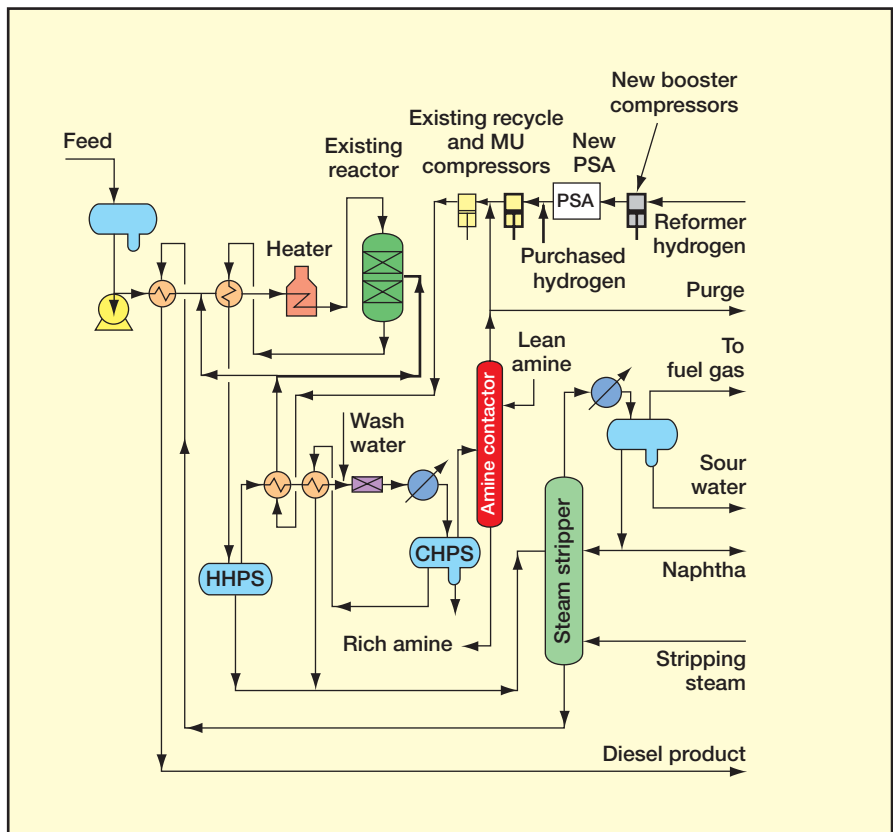 New booster
compressors
Existing recycle
and MU
compressors
New
PSA
Feed
Existing
reactor
PSA
Reformer
hydrogen
Heater
Purchased
hydrogen
Purge
Lean
amine
To
fuel gas
Amine contactor
Wash
water
Sour
water
CHPS
HHPS
Naphtha
Steam stripper
Rich amine
Stripping
steam
Diesel product